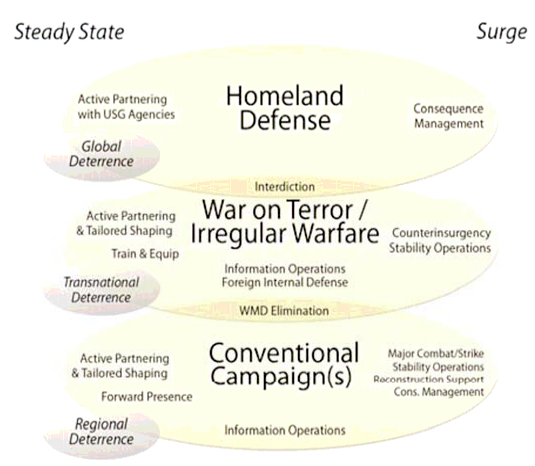 Steady State
Surge
Homeland
Defense
Active Partnering
with USG Agencies
Consequence
Management
Global
Deterrence
Interdiction
War on Terror /
Irregular Warfare
Active Partnering
& Tailored Shaping
Train & Equip
Counterinsurgency
Stability Operations
Information Operations
Foreign Internal Defense
Transnational
Deterrence
WMD Elimination
Conventional
Campaign(s)
Active Partnering
& Tailored Shaping
Forward Presence
Major Combat/Strike
Stability Operations
Reconstruction Support
Cons. Management
Regional
Deterrence
Information Operations